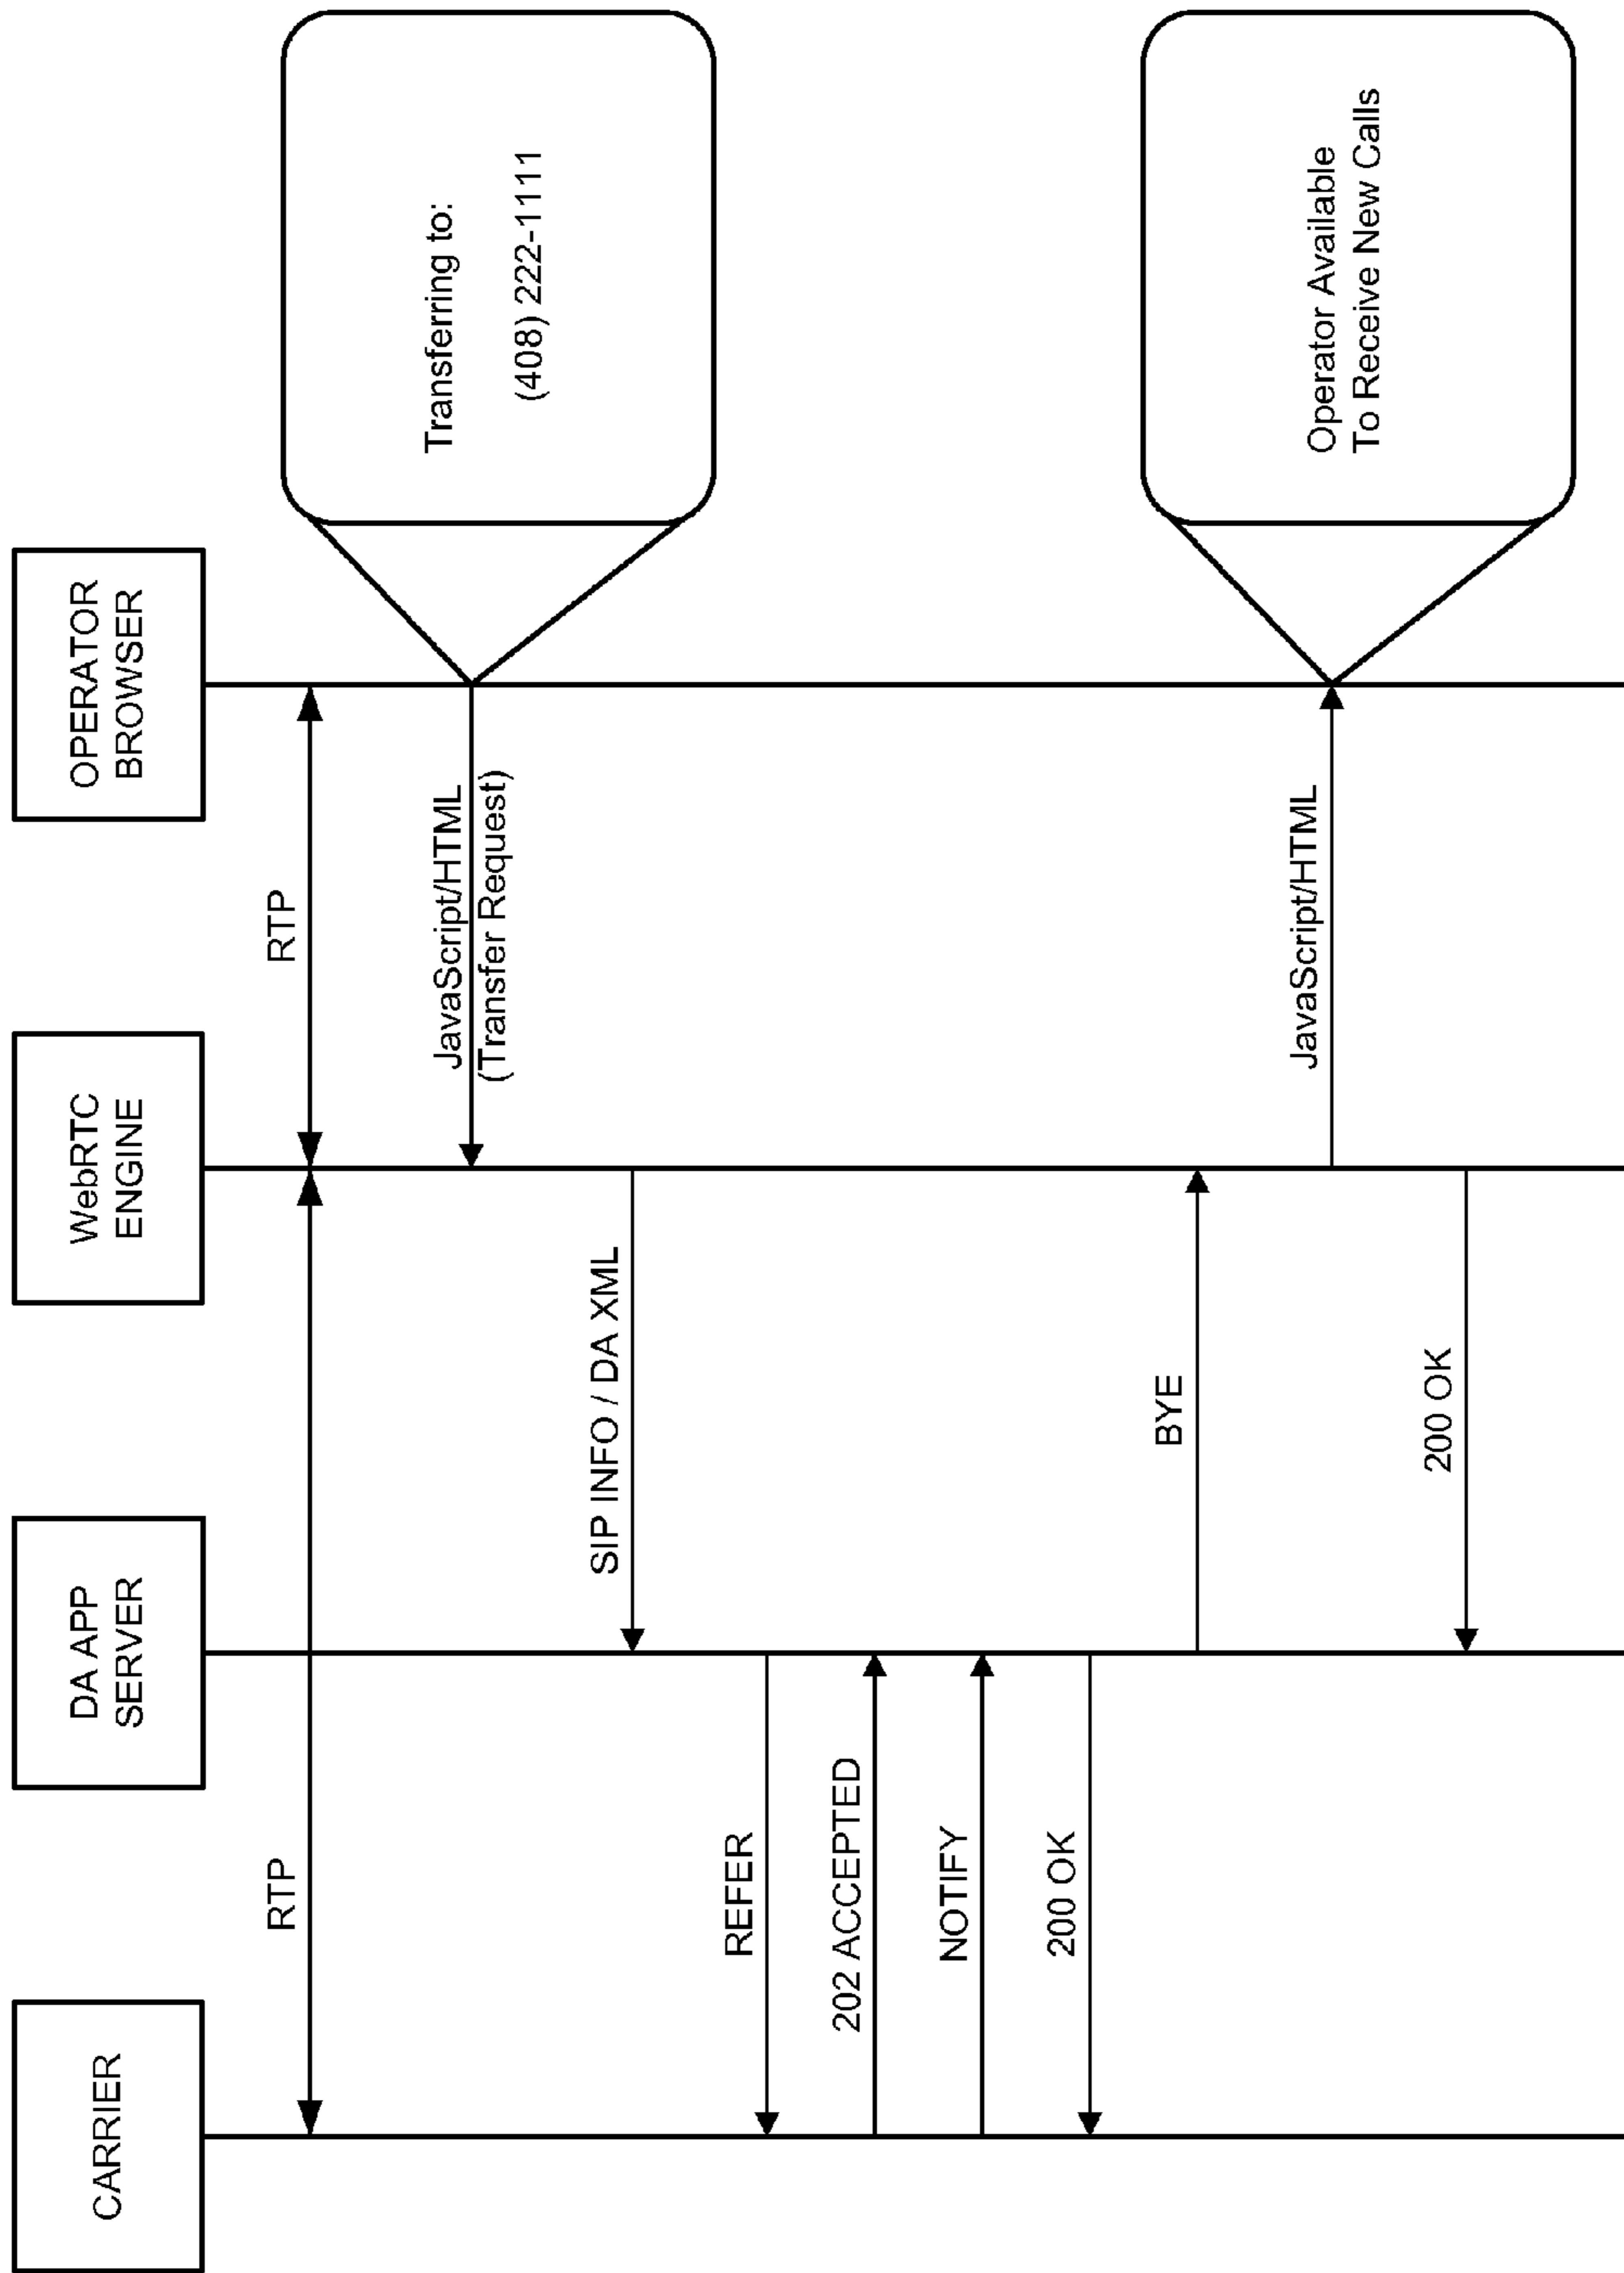 CARRIER
DA APP
SERVER
WebRTC
ENGINE
OPERATOR
BROWSER
RTP
RTP
JavaScript/HTML
(Transfer Request)
Transferring to:
(408) 222-1111
SIP INFO / DA XML
REFER
202 ACCEPTED
NOTIFY
200 OK
BYE
JavaScript/HTML
Operator Available
To Receive New Calls
200 OK